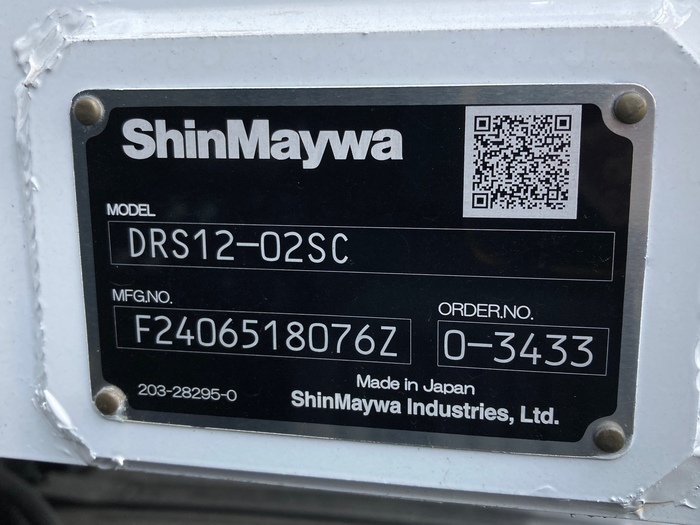 ShinMaywa
MODEL
DRS12-02SC
MFG.NO.
F2406518076Z
ORDER.NO.
0-3433
203-28295-0
Made in Japan
ShinMaywa Industries, Ltd.